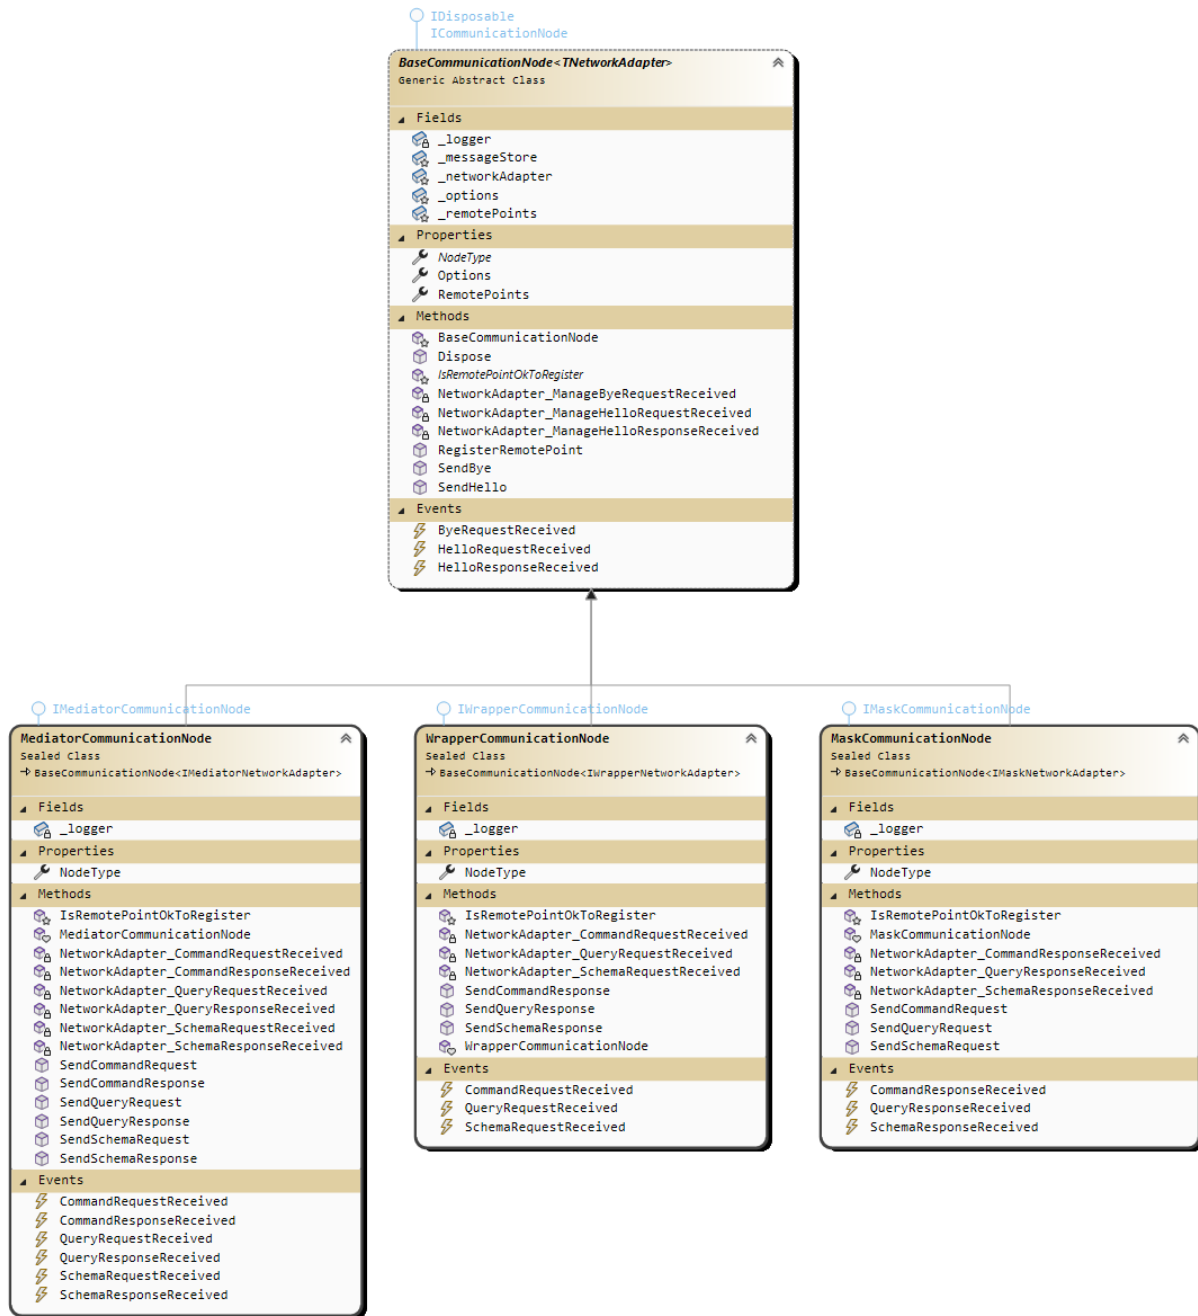 IDisposable
ICommunicationNode
BaseCommunicationNode<TNetworkAdapter>
Generic Abstract Class
Fields
_logger
_messageStore
_networkAdapter
_options
_remotePoints
Properties
NodeType
Options
RemotePoints
Methods
BaseCommunicationNode
Dispose
IsRemotePointOkToRegister
NetworkAdapter_ManageByeRequestReceived
NetworkAdapter_ManageHelloRequestReceived
NetworkAdapter_ManageHelloResponseReceived
RegisterRemotePoint
SendBye
SendHello
Events
ByeRequestReceived
HelloRequestReceived
HelloResponseReceived
IMediatorCommunicationNode
MediatorCommunicationNode
Sealed Class
BaseCommunicationNode<IMediatorNetworkAdapter>
Fields
_logger
Properties
NodeType
Methods
IsRemotePointOkToRegister
MediatorCommunicationNode
NetworkAdapter_CommandRequestReceived
NetworkAdapter_CommandResponseReceived
NetworkAdapter_QueryRequestReceived
NetworkAdapter_QueryResponseReceived
NetworkAdapter_SchemaRequestReceived
NetworkAdapter_SchemaResponseReceived
SendCommandRequest
SendCommandResponse
SendQueryRequest
SendQueryResponse
SendSchemaRequest
SendSchemaResponse
Events
CommandRequestReceived
CommandResponseReceived
QueryRequestReceived
QueryResponseReceived
SchemaRequestReceived
SchemaResponseReceived
IWrapperCommunicationNode
WrapperCommunicationNode
Sealed Class
BaseCommunicationNode<IWrapperNetworkAdapter>
Fields
_logger
Properties
NodeType
Methods
IsRemotePointOkToRegister
NetworkAdapter_CommandRequestReceived
NetworkAdapter_QueryRequestReceived
NetworkAdapter_SchemaRequestReceived
SendCommandResponse
SendQueryResponse
SendSchemaResponse
WrapperCommunicationNode
Events
CommandRequestReceived
QueryRequestReceived
SchemaRequestReceived
IMaskCommunicationNode
MaskCommunicationNode
Sealed Class
BaseCommunicationNode<IMaskNetworkAdapter>
Fields
_logger
Properties
NodeType
Methods
IsRemotePointOkToRegister
MaskCommunicationNode
NetworkAdapter_CommandResponseReceived
NetworkAdapter_QueryResponseReceived
NetworkAdapter_SchemaResponseReceived
SendCommandRequest
SendQueryRequest
SendSchemaRequest
Events
CommandResponseReceived
QueryResponseReceived
SchemaResponseReceived